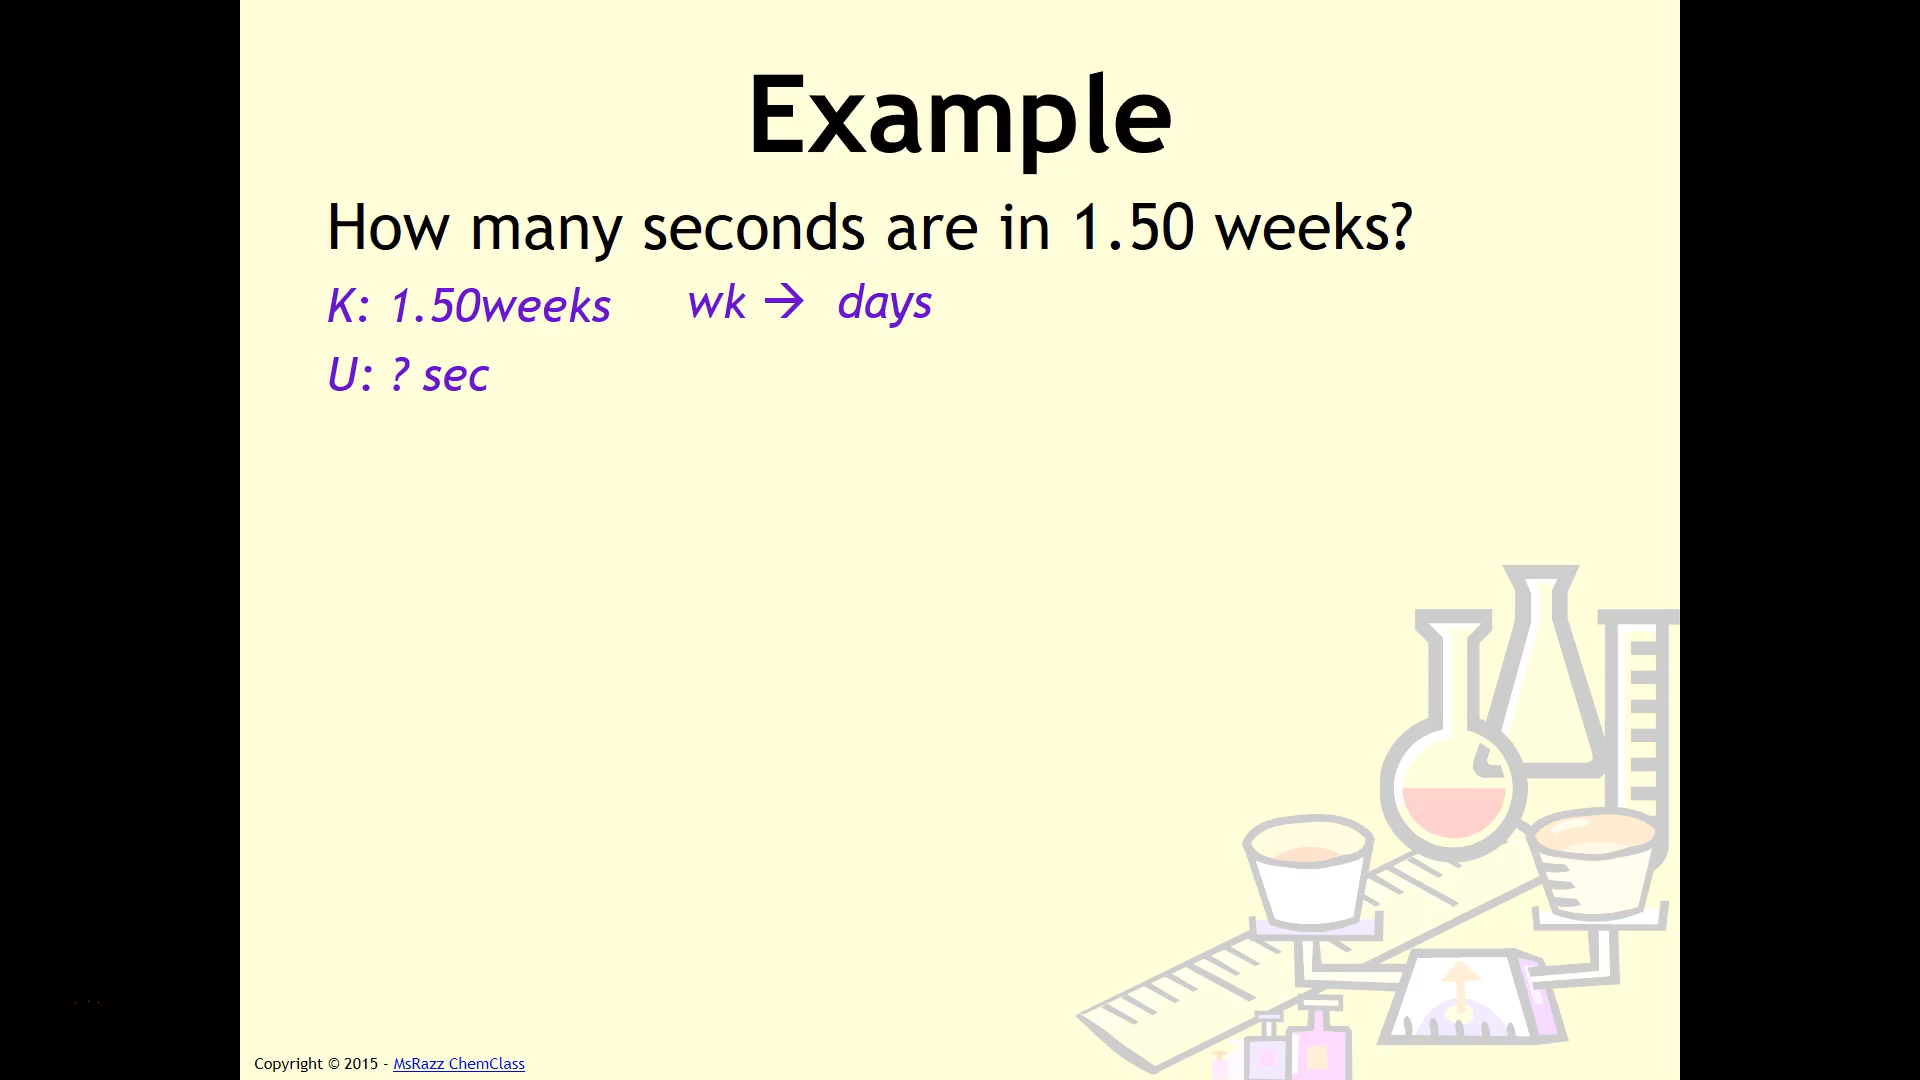 Example
How many seconds are in 1.50 weeks?
K: 1.50weeks wk → days
U: ? sec
Copyright © 2015 - MsRazz ChemClass